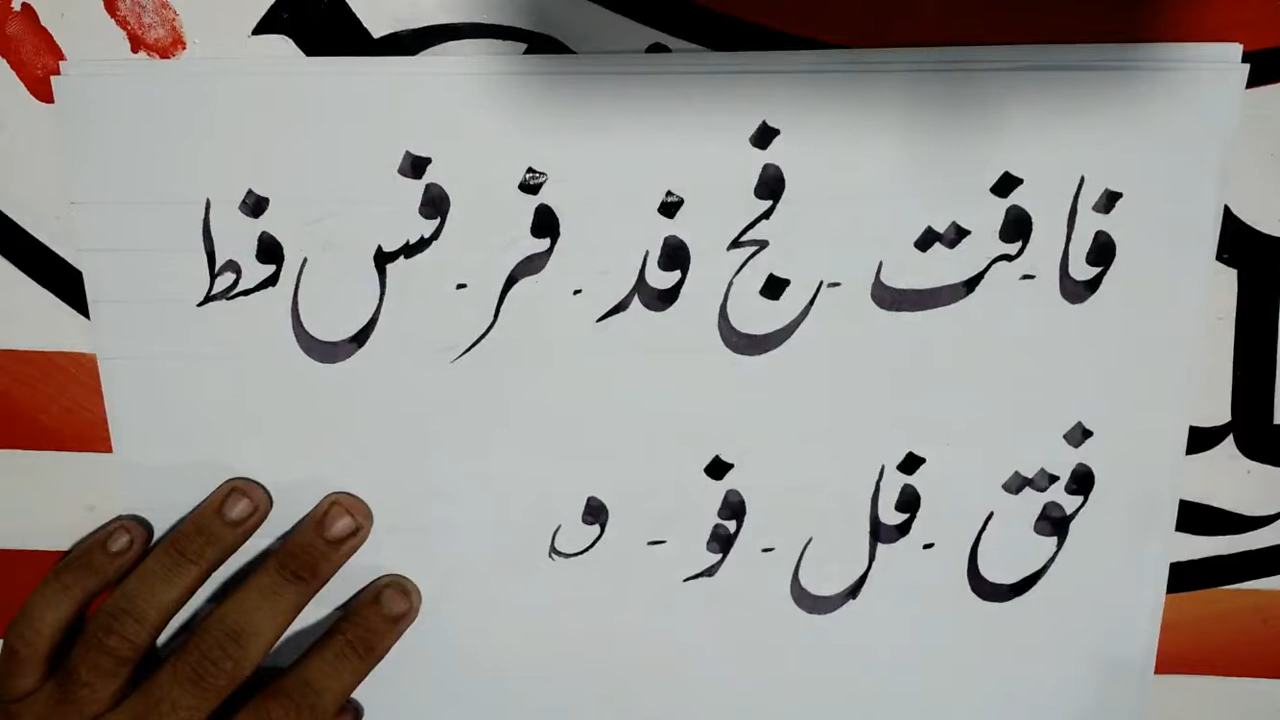 فا فت - فج - فد - فر - فس فط
فق - فل - فو - و